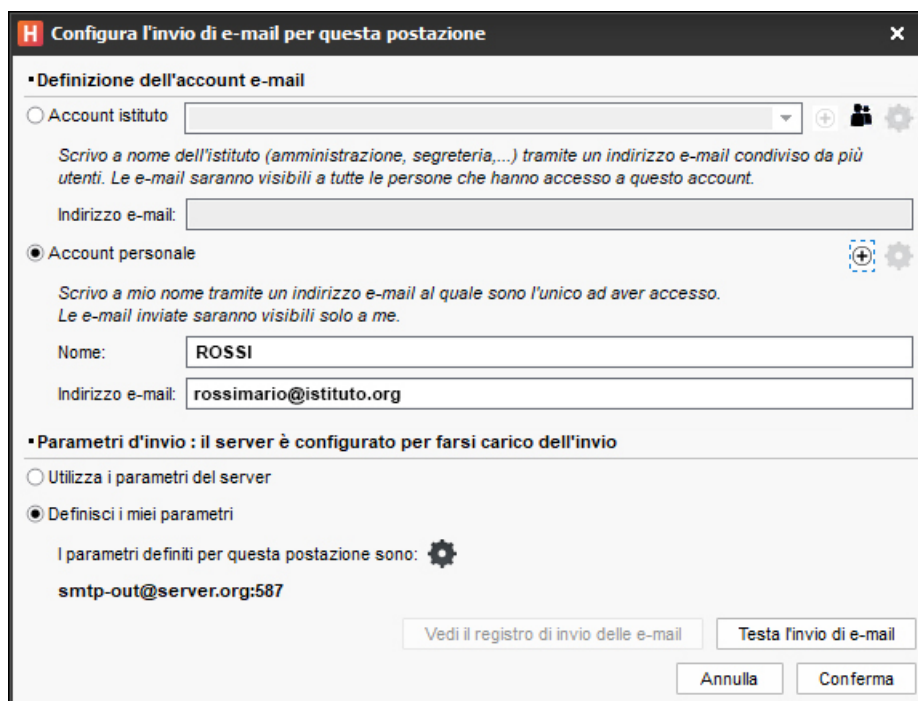 H Configura l'invio di e-mail per questa postazione
Definizione dell'account e-mail
Account istituto
Scrivo a nome dell'istituto (amministrazione, segreteria,...) tramite un indirizzo e-mail condiviso da più
utenti. Le e-mail saranno visibili a tutte le persone che hanno accesso a questo account.
Indirizzo e-mail:
Account personale
Scrivo a mio nome tramite un indirizzo e-mail al quale sono l'unico ad aver accesso.
Le e-mail inviate saranno visibili solo a me.
Nome: ROSSI
Indirizzo e-mail: rossimario@istituto.org
Parametri d'invio : il server è configurato per farsi carico dell'invio
Utilizza i parametri del server
Definisci i miei parametri
I parametri definiti per questa postazione sono:
smtp-out@server.org:587
Vedi il registro di invio delle e-mail Testa l'invio di e-mail
Annulla Conferma